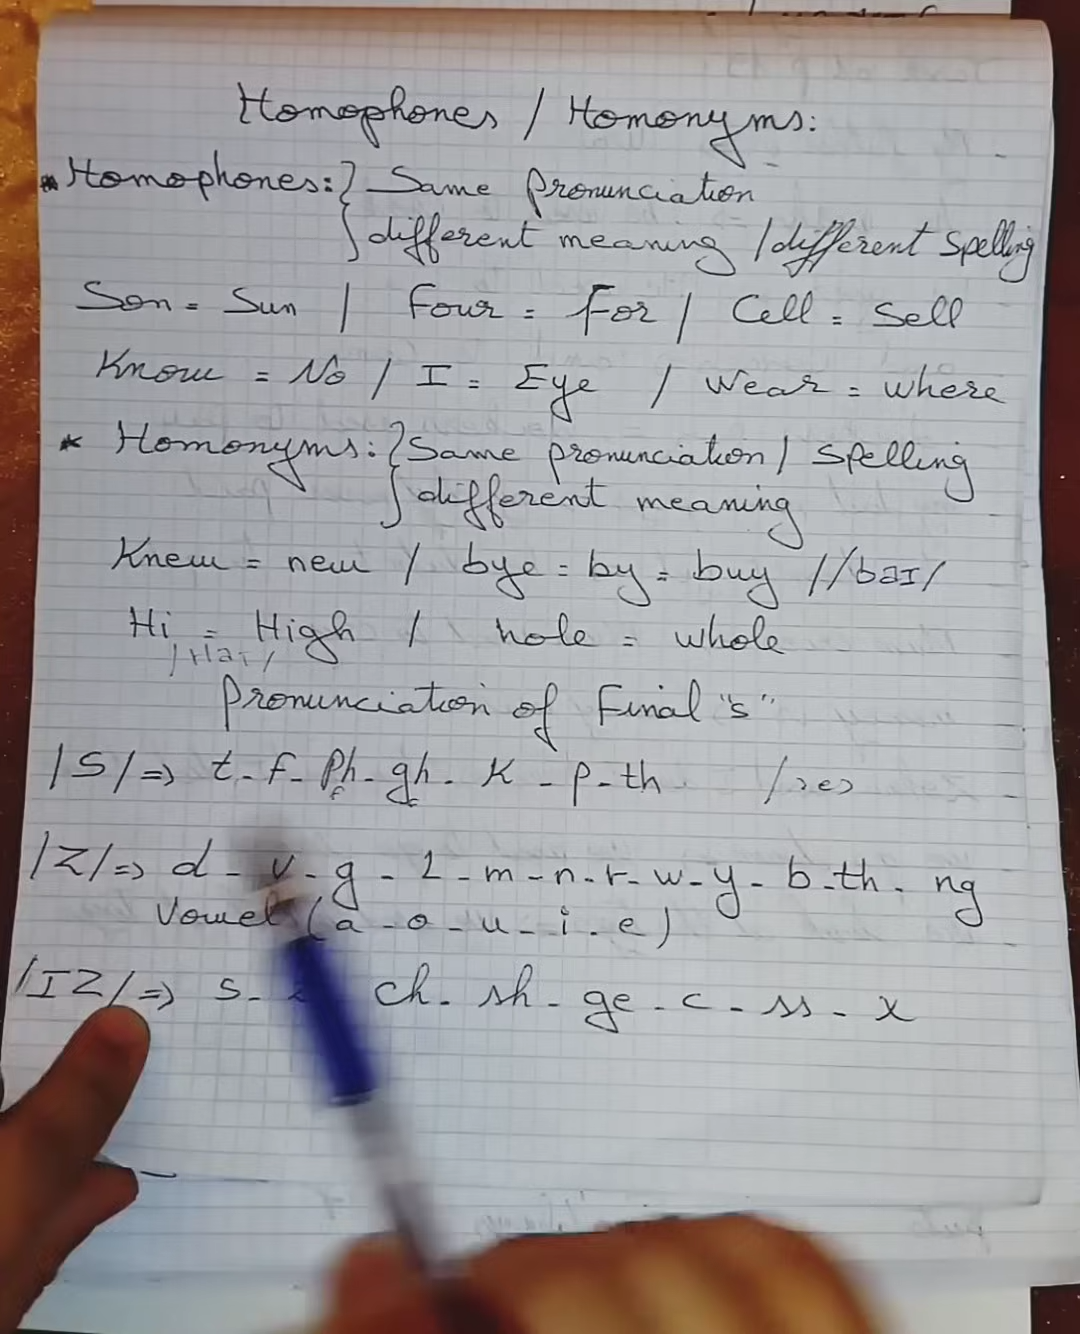 Homophones / Homonyms:
* Homophones: } Same pronunciation
different meaning / different spelling
Son = Sun / Four = For / Cell = Sell
Know = No / I = Eye / Wear = where
* Homonyms: } Same pronunciation / spelling
different meaning
Knew = new / bye = by = buy //baI/
Hi = High / hole = whole
/Hai/
Pronunciation of Final "s"
/S/ => t - f - ph - gh - K - p - th
f f
/Z/ => d - v - g - l - m - n - r - w - y - b - th - ng
Vowel (a - o - u - i - e)
/IZ/ => s - ch - sh - ge - c - ss - x